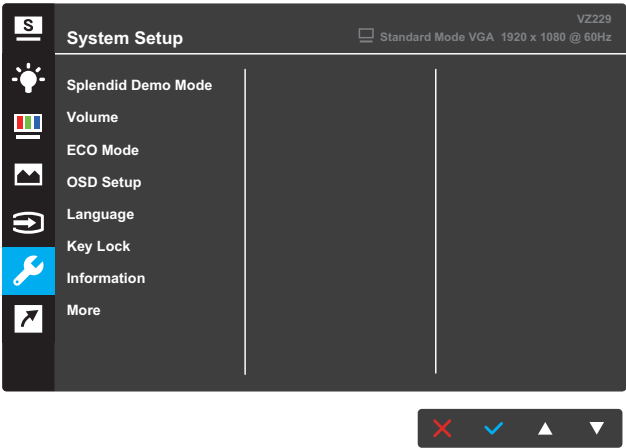 S
VZ229
System Setup
Standard Mode VGA 1920 x 1080 @ 60Hz
Splendid Demo Mode
Volume
ECO Mode
OSD Setup
Language
Key Lock
Information
More